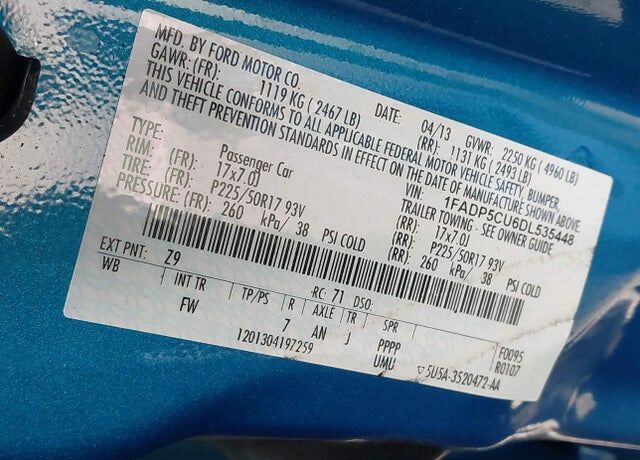 MFD. BY FORD MOTOR CO.
DATE: 04/13 GVWR: 2250 KG ( 4960 LB)
GAWR: (FR): 1119 KG ( 2467 LB) (RR): 1131 KG ( 2493 LB)
THIS VEHICLE CONFORMS TO ALL APPLICABLE FEDERAL MOTOR VEHICLE SAFETY, BUMPER,
AND THEFT PREVENTION STANDARDS IN EFFECT ON THE DATE OF MANUFACTURE SHOWN ABOVE.
VIN: 1FADP5CU6DL535448
TYPE: Passenger Car TRAILER TOWING - SEE OWNER GUIDE
RIM: (FR): 17x7.0J (RR): 17x7.0J
TIRE: (FR): P225/50R17 93V (RR): P225/50R17 93V
PRESSURE: (FR): 260 kPa/ 38 PSI COLD (RR): 260 kPa/ 38 PSI COLD
EXT PNT: Z9 RC: 71 DSO:
WB INT TR TP/PS R AXLE TR SPR F0095
FW 7 AN J PPPP R0107
1201304197259 UMU ▽5U5A-3520472-AA